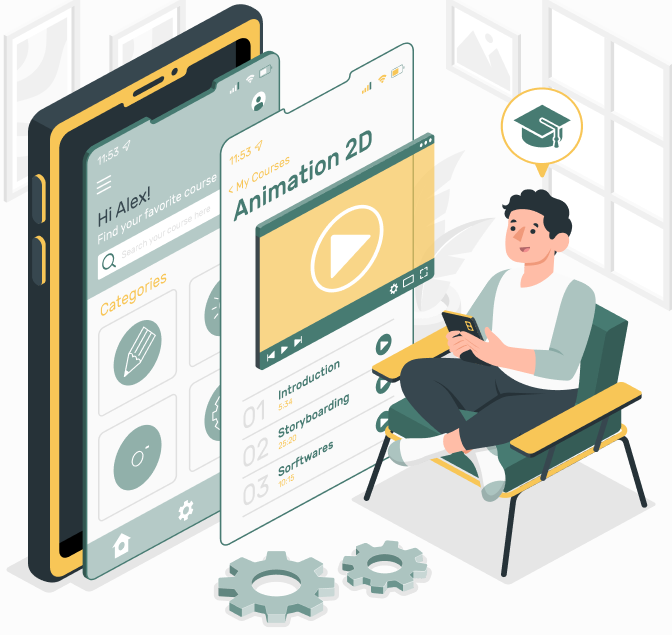 11:53
Hi Alex!
Find your favorite course
Search your course here
Categories
11:53
< My Courses
Animation 2D
01 Introduction
5:34
02 Storyboarding
25:20
03 Sorftwares
10:15